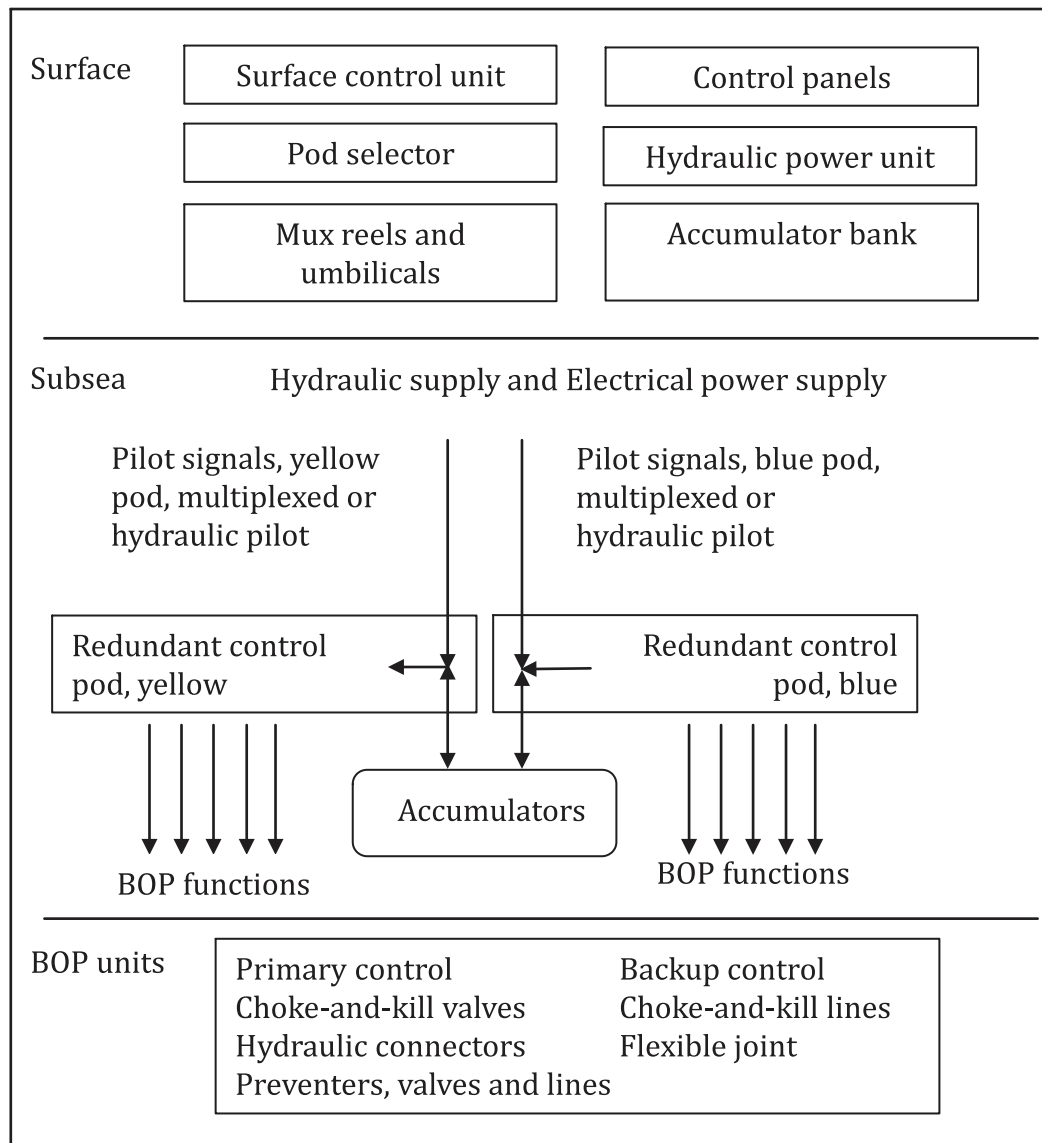 Surface
Surface control unit
Control panels
Pod selector
Hydraulic power unit
Mux reels and
umbilicals
Accumulator bank
Subsea
Hydraulic supply and Electrical power supply
Pilot signals, yellow
pod, multiplexed or
hydraulic pilot
Pilot signals, blue pod,
multiplexed or
hydraulic pilot
Redundant control
pod, yellow
Redundant control
pod, blue
Accumulators
BOP functions
BOP functions
BOP units
Primary control
Backup control
Choke-and-kill valves
Choke-and-kill lines
Hydraulic connectors
Flexible joint
Preventers, valves and lines